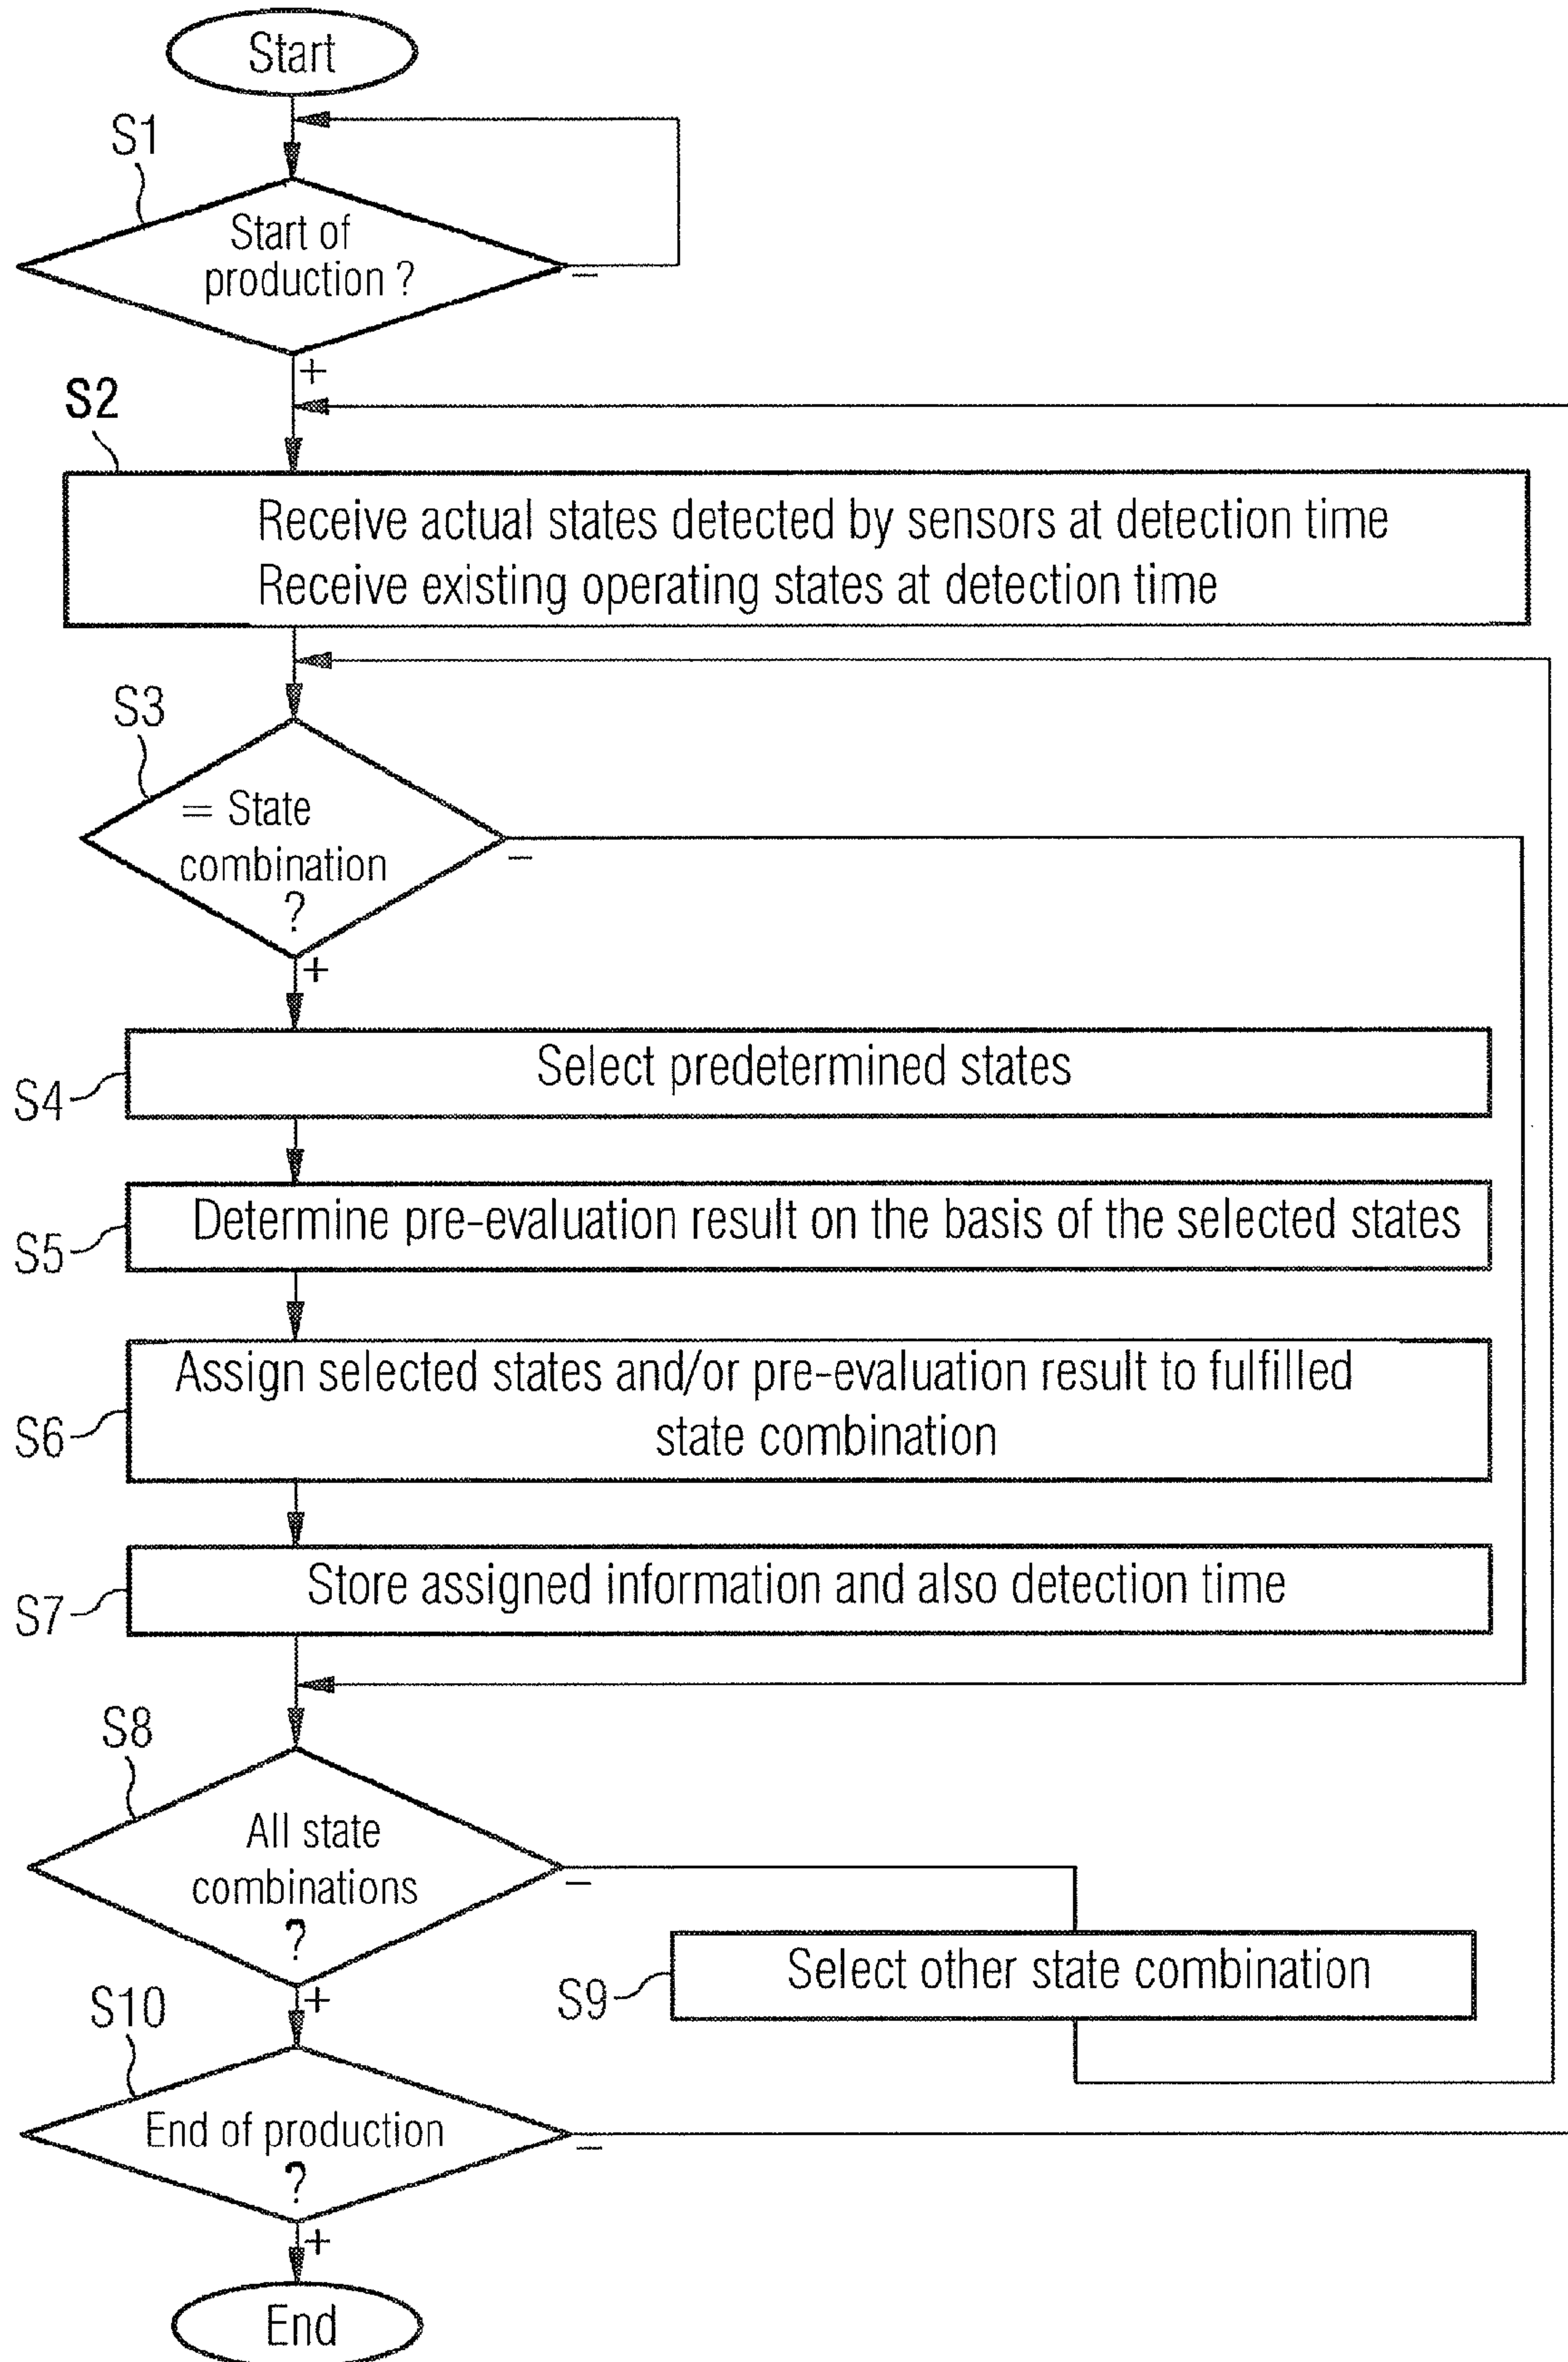 Start
S1
Start of
production ?
−
+
S2
Receive actual states detected by sensors at detection time
Receive existing operating states at detection time
S3
= State
combination
?
−
+
S4
Select predetermined states
S5
Determine pre-evaluation result on the basis of the selected states
S6
Assign selected states and/or pre-evaluation result to fulfilled
state combination
S7
Store assigned information and also detection time
S8
All state
combinations
?
−
+
S9
Select other state combination
S10
End of production
?
−
+
End